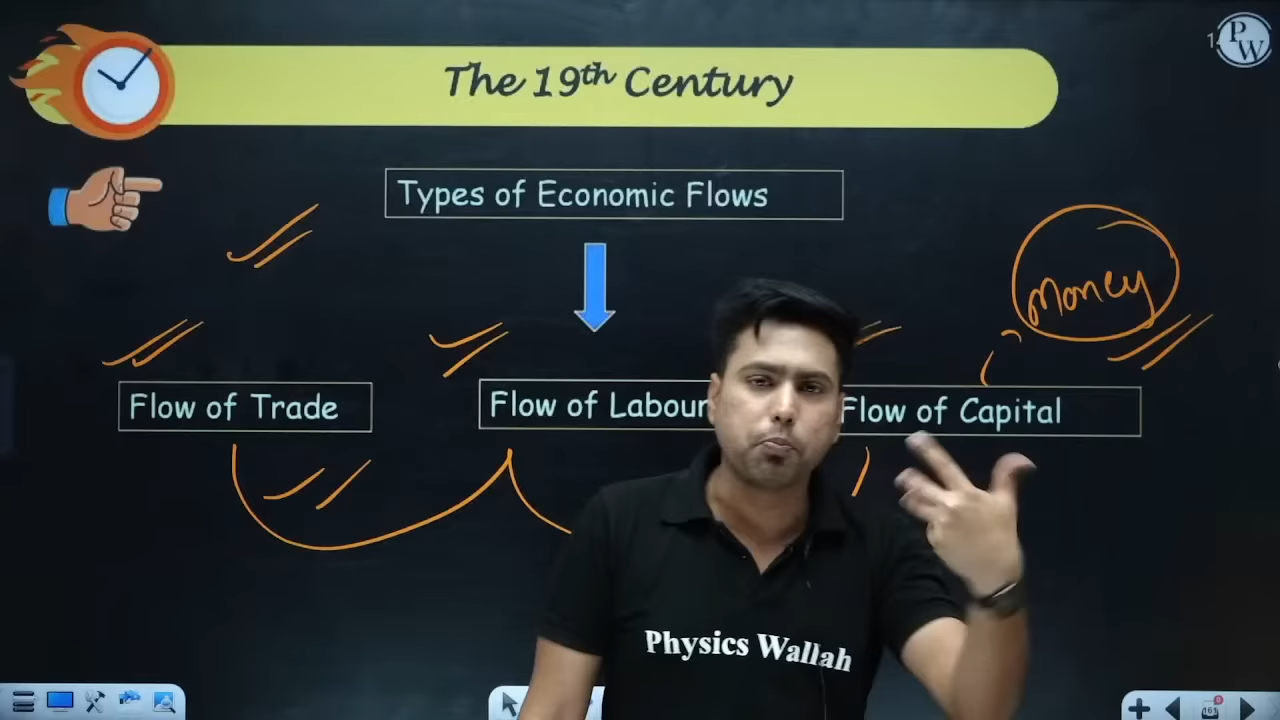 PW
The 19th Century
Types of Economic Flows
Money
Flow of Trade
Flow of Labour
Flow of Capital
Physics Wallah
161